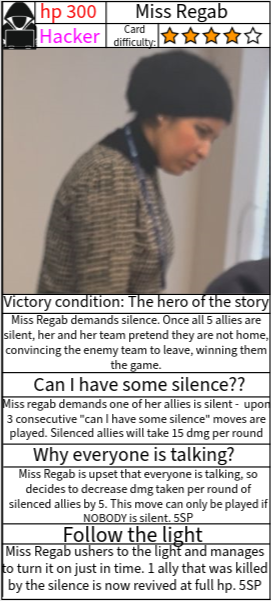 hp 300
Miss Regab
Hacker
Card
difficulty:
Victory condition: The hero of the story
Miss Regab demands silence. Once all 5 allies are
silent, her and her team pretend they are not home,
convincing the enemy team to leave, winning them
the game.
Can I have some silence??
Miss regab demands one of her allies is silent - upon
3 consecutive "can I have some silence" moves are
played. Silenced allies will take 15 dmg per round
Why everyone is talking?
Miss Regab is upset that everyone is talking, so
decides to decrease dmg taken per round of
silenced allies by 5. This move can only be played if
NOBODY is silent. 5SP
Follow the light
Miss Regab ushers to the light and manages
to turn it on just in time. 1 ally that was killed
by the silence is now revived at full hp. 5SP